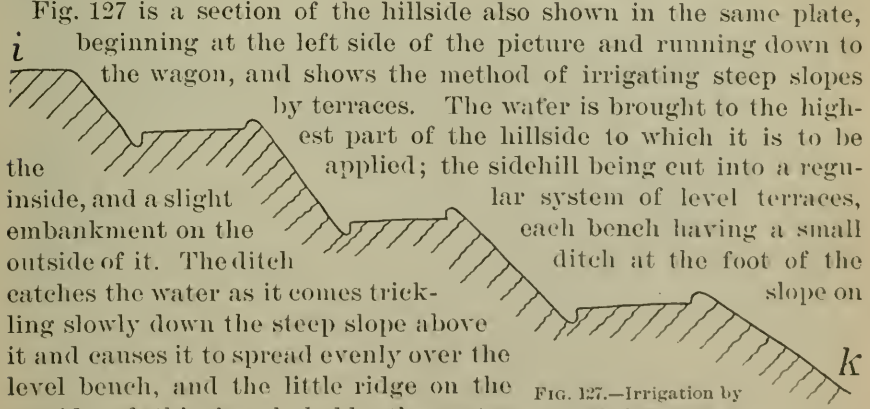 Fig. 127 is a section of the hillside also shown in the same plate,
beginning at the left side of the picture and running down to
i
the wagon, and shows the method of irrigating steep slopes
by terraces. The water is brought to the high-
est part of the hillside to which it is to be
applied; the sidehill being cut into a regu-
lar system of level terraces,
each bench having a small
ditch at the foot of the
slope on
the
inside, and a slight
embankment on the
outside of it. The ditch
catches the water as it comes trick-
ling slowly down the steep slope above
it and causes it to spread evenly over the
level bench, and the little ridge on the
k
FIG. 127.—Irrigation by